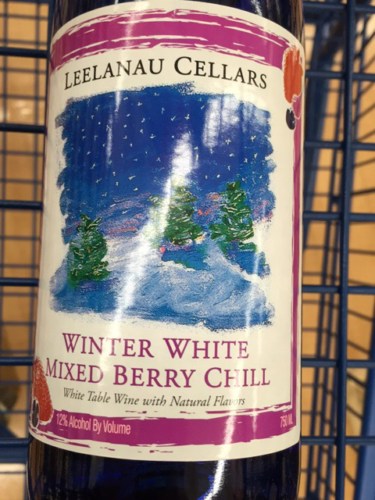 LEELANAU CELLARS
WINTER WHITE
MIXED BERRY CHILL
White Table Wine with Natural Flavors
12% Alcohol By Volume 750 ML